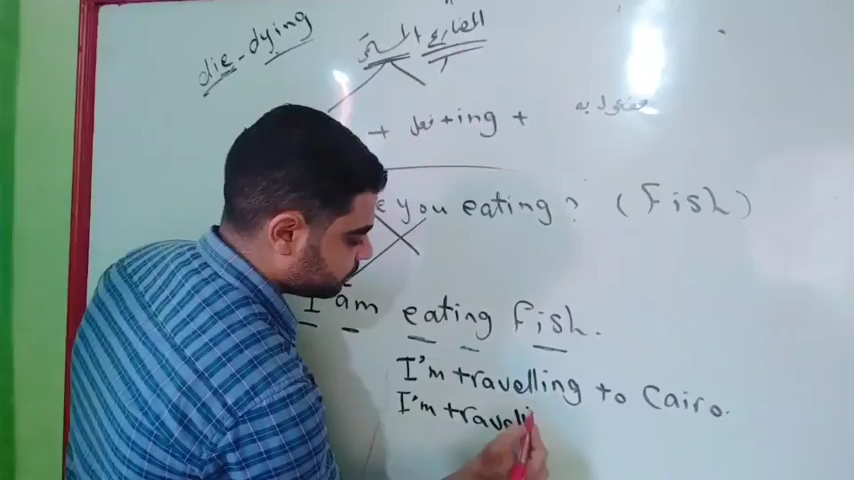 die - dying
المضارع المستمر
+ فعل +ing + مفعول به
you eating? (Fish)
I am eating fish.
I'm travelling to Cairo.
I'm traveli